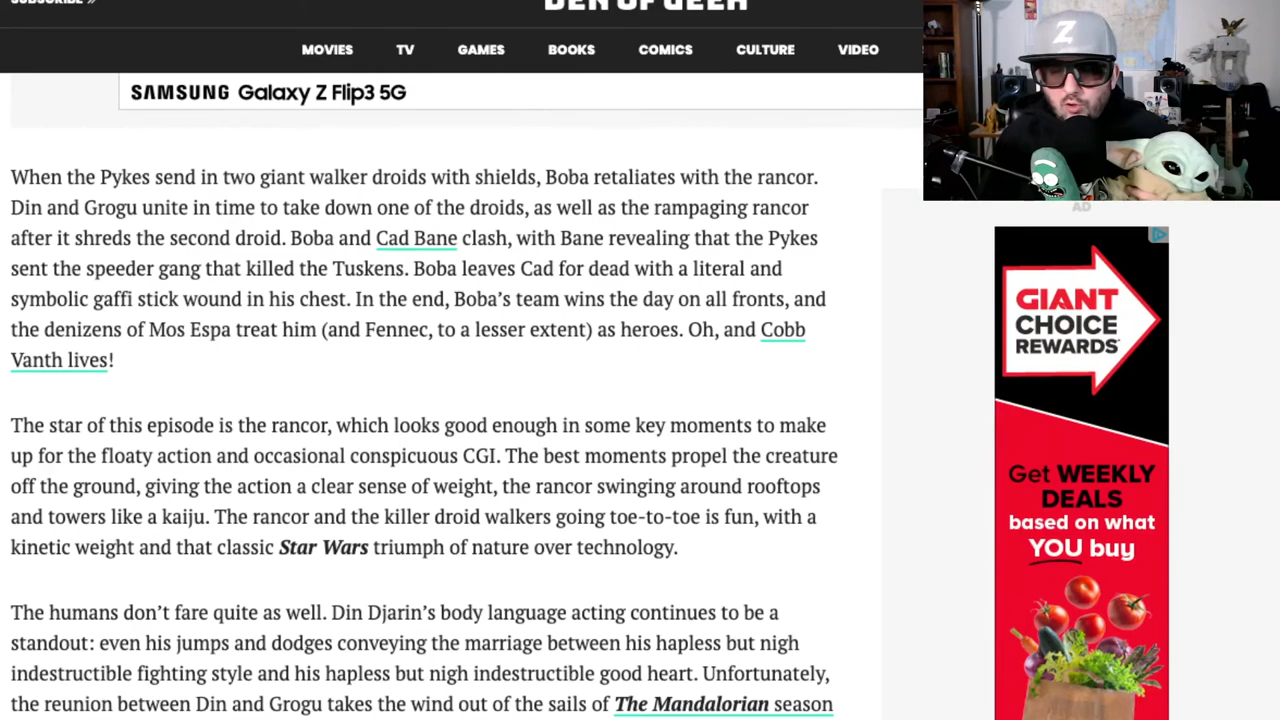 SUBSCRIBE »
DEN OF GEEK
MOVIES TV GAMES BOOKS COMICS CULTURE VIDEO
Z
SAMSUNG Galaxy Z Flip3 5G
When the Pykes send in two giant walker droids with shields, Boba retaliates with the rancor.
Din and Grogu unite in time to take down one of the droids, as well as the rampaging rancor
after it shreds the second droid. Boba and Cad Bane clash, with Bane revealing that the Pykes
sent the speeder gang that killed the Tuskens. Boba leaves Cad for dead with a literal and
symbolic gaffi stick wound in his chest. In the end, Boba’s team wins the day on all fronts, and
the denizens of Mos Espa treat him (and Fennec, to a lesser extent) as heroes. Oh, and Cobb
Vanth lives!
The star of this episode is the rancor, which looks good enough in some key moments to make
up for the floaty action and occasional conspicuous CGI. The best moments propel the creature
off the ground, giving the action a clear sense of weight, the rancor swinging around rooftops
and towers like a kaiju. The rancor and the killer droid walkers going toe-to-toe is fun, with a
kinetic weight and that classic Star Wars triumph of nature over technology.
The humans don’t fare quite as well. Din Djarin’s body language acting continues to be a
standout: even his jumps and dodges conveying the marriage between his hapless but nigh
indestructible fighting style and his hapless but nigh indestructible good heart. Unfortunately,
the reunion between Din and Grogu takes the wind out of the sails of The Mandalorian season
AD
GIANT
CHOICE
REWARDS
Get WEEKLY
DEALS
based on what
YOU buy